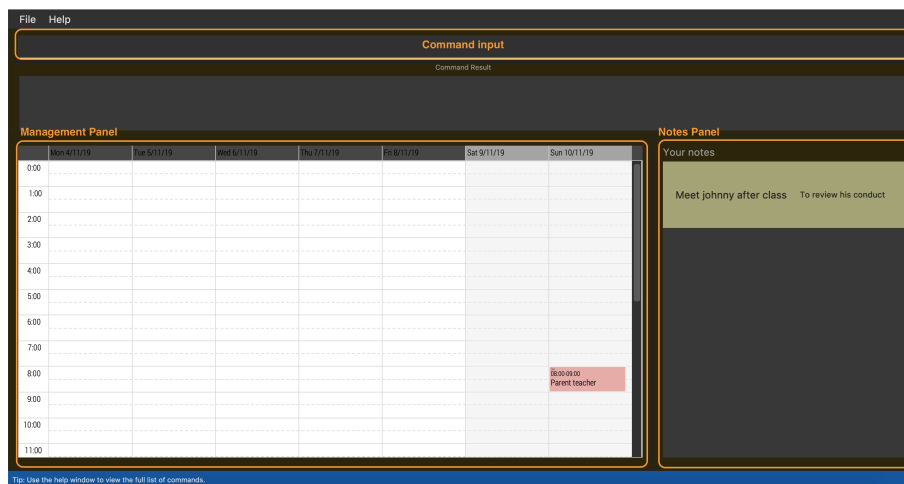 File Help
Command input
Command Result
Management Panel
Notes Panel
Mon 4/11/19 Tue 5/11/19 Wed 6/11/19 Thu 7/11/19 Fri 8/11/19 Sat 9/11/19 Sun 10/11/19
Your notes
0:00
Meet johnny after class To review his conduct
1:00
2:00
3:00
4:00
5:00
6:00
7:00
8:00
08:00-09:00
Parent teacher
9:00
10:00
11:00
Tip: Use the help window to view the full list of commands.